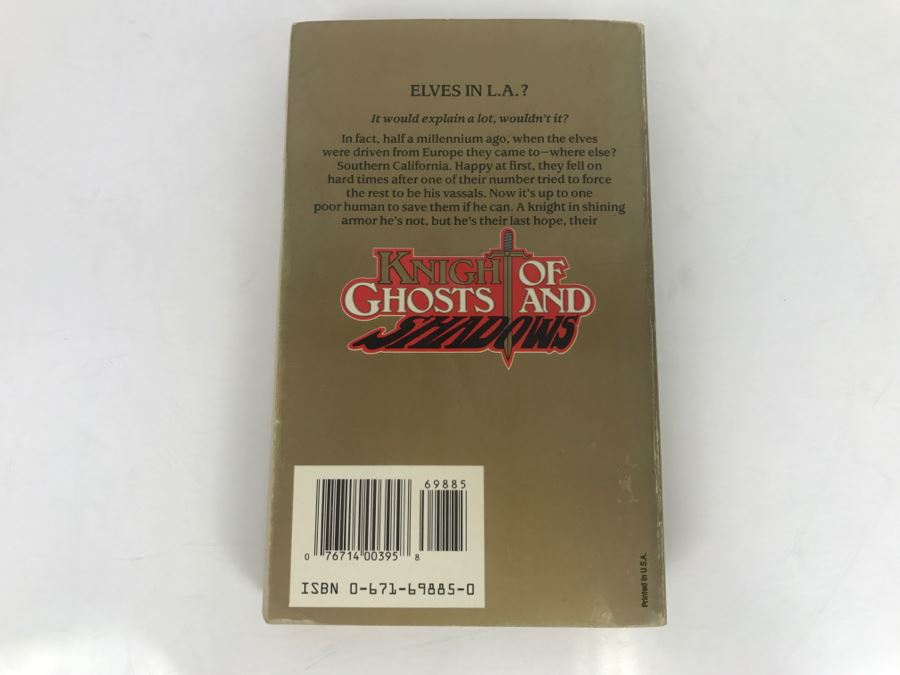 ELVES IN L.A.?
It would explain a lot, wouldn't it?
In fact, half a millennium ago, when the elves
were driven from Europe they came to—where else?
Southern California. Happy at first, they fell on
hard times after one of their number tried to force
the rest to be his vassals. Now it's up to one
poor human to save them if he can. A knight in shining
armor he's not, but he's their last hope, their
KNIGHT OF
GHOSTS AND
SHADOWS
69885
0 76714 00395 8
ISBN 0-671-69885-0
Printed in U.S.A.